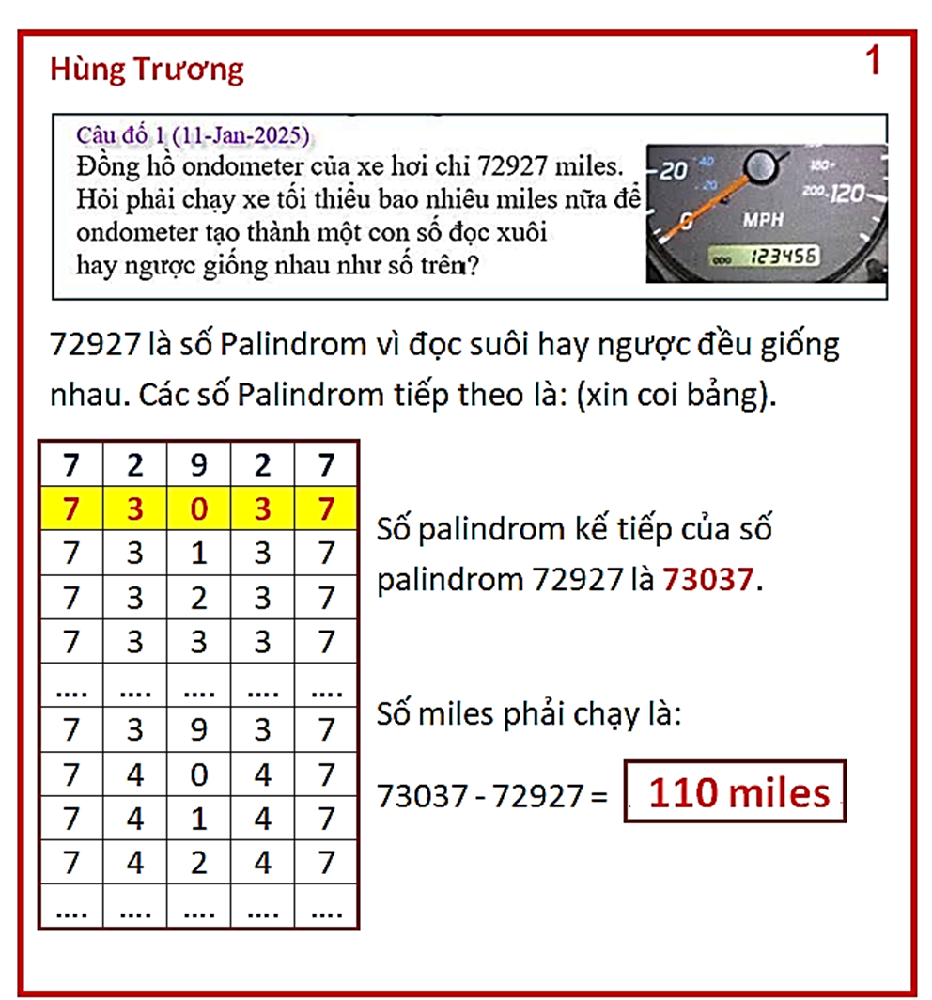 Hùng Trương
1
Câu đố 1 (11-Jan-2025)
Đồng hồ ondometer của xe hơi chỉ 72927 miles.
Hỏi phải chạy xe tối thiểu bao nhiêu miles nữa để
ondometer tạo thành một con số đọc xuôi
hay ngược giống nhau như số trên?
20
40
20
0
MPH
180
200
120
ODO 123456
72927 là số Palindrom vì đọc suôi hay ngược đều giống
nhau. Các số Palindrom tiếp theo là: (xin coi bảng).
7 2 9 2 7
7 3 0 3 7
7 3 1 3 7
7 3 2 3 7
7 3 3 3 7
.... .... .... .... ....
7 3 9 3 7
7 4 0 4 7
7 4 1 4 7
7 4 2 4 7
.... .... .... .... ....
Số palindrom kế tiếp của số
palindrom 72927 là 73037.
Số miles phải chạy là:
73037 - 72927 = 110 miles